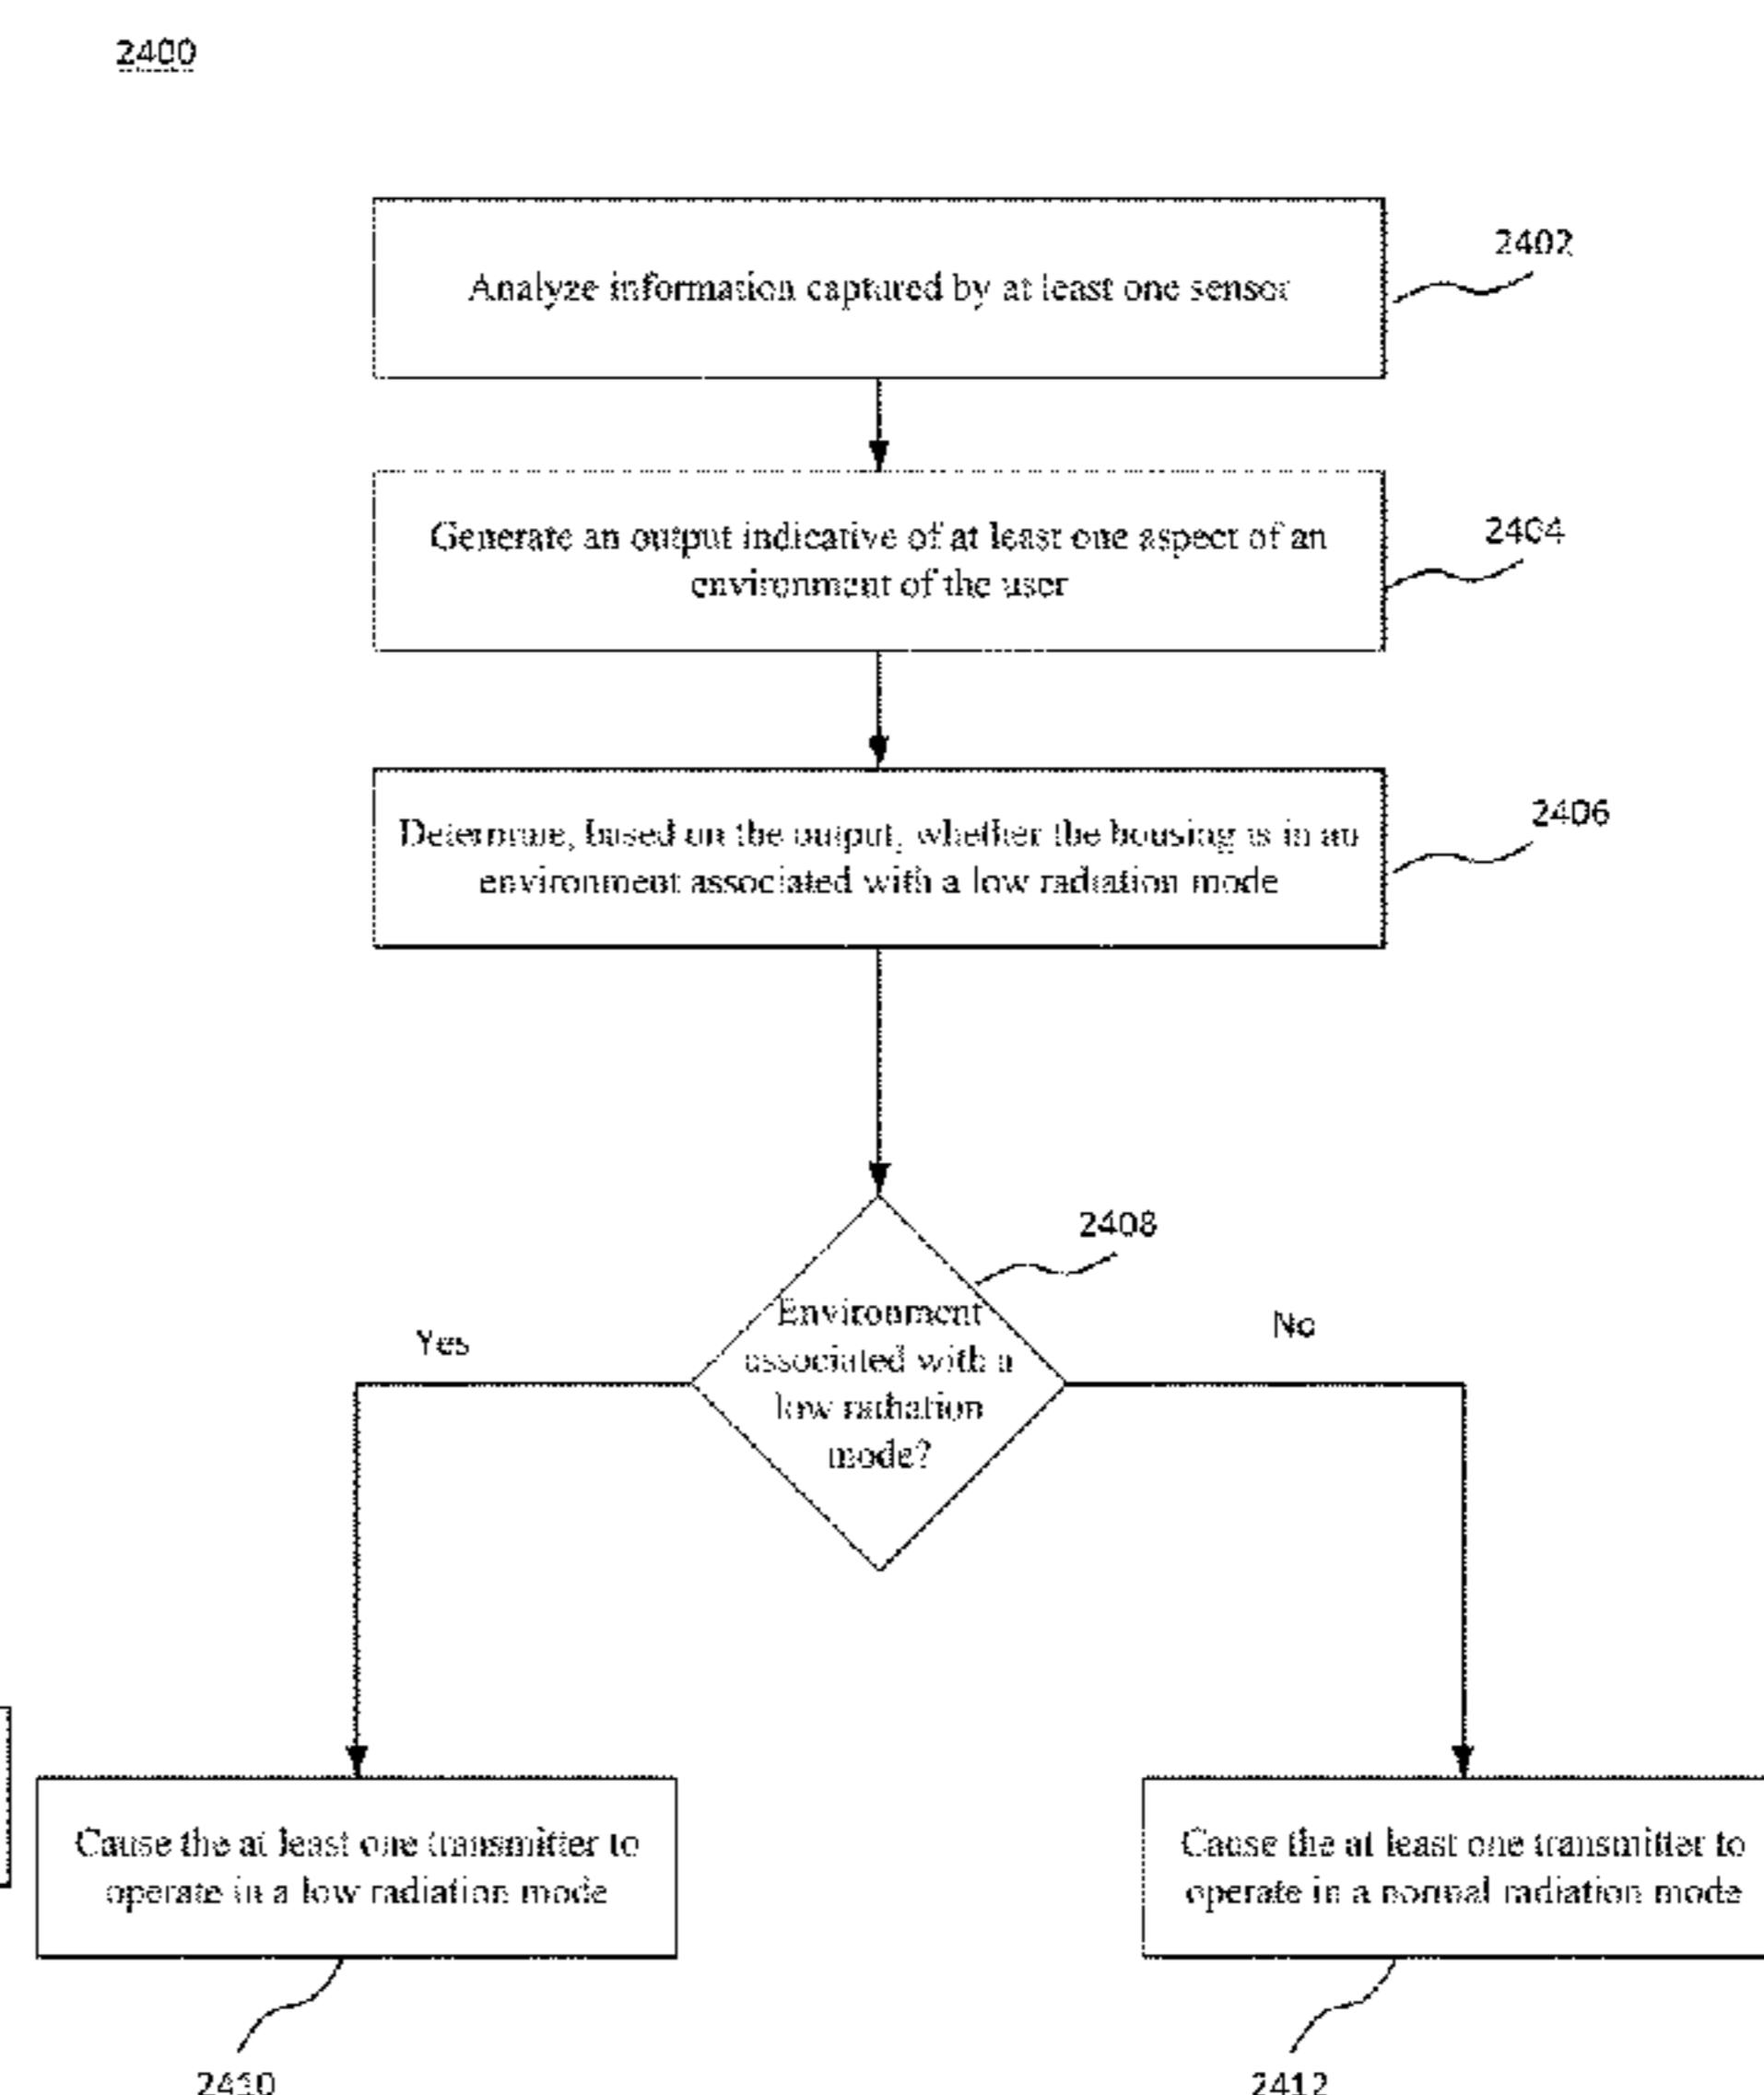 2400
Analyze information captured by at least one sensor
2402
Generate an output indicative of at least one aspect of an
environment of the user
2404
Determine, based on the output, whether the housing is in an
environment associated with a low radiation mode
2406
2408
Environment
associated with a
low radiation
mode?
Yes
No
Cause the at least one transmitter to
operate in a low radiation mode
Cause the at least one transmitter to
operate in a normal radiation mode
2410
2412